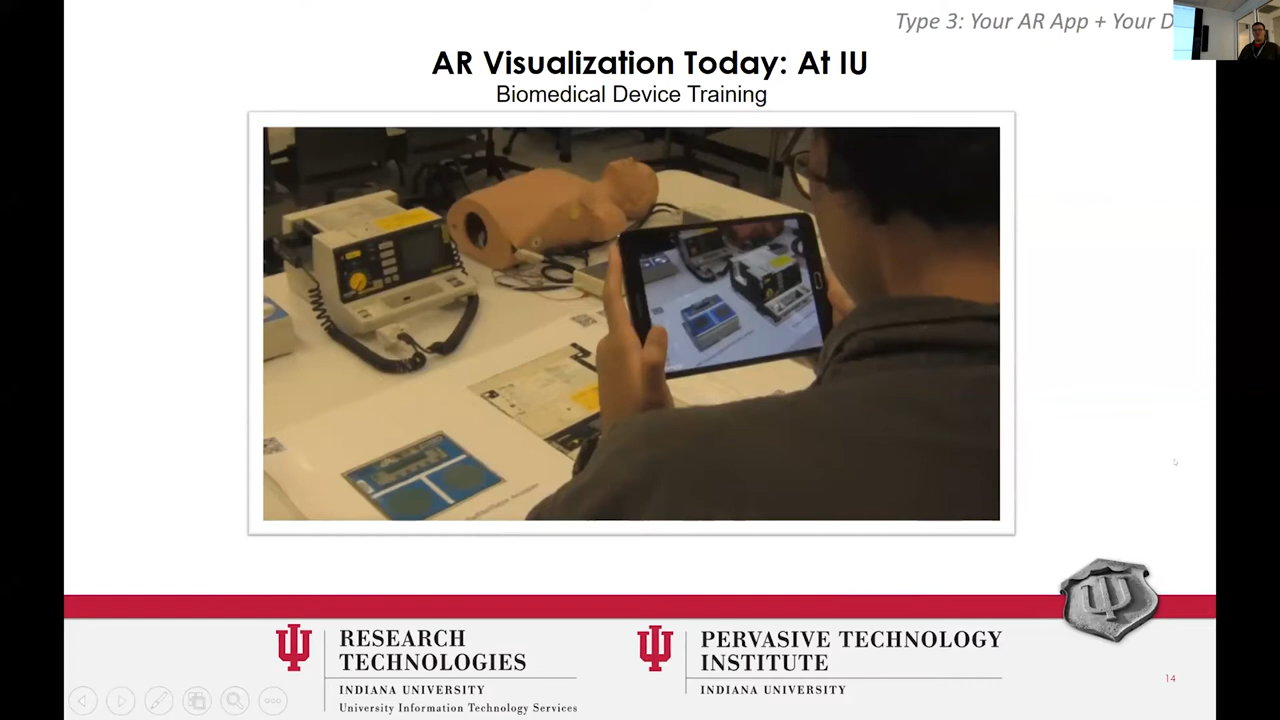 Type 3: Your AR App + Your D
AR Visualization Today: At IU
Biomedical Device Training
RESEARCH
TECHNOLOGIES
INDIANA UNIVERSITY
University Information Technology Services
PERVASIVE TECHNOLOGY
INSTITUTE
INDIANA UNIVERSITY
14